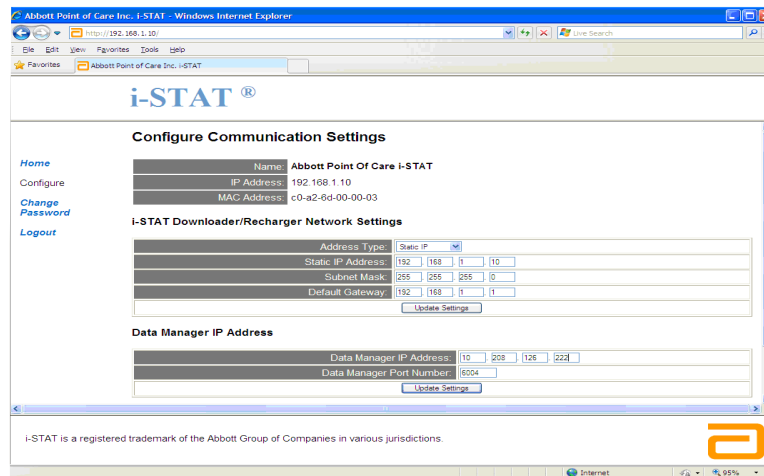 Abbott Point of Care Inc. i-STAT - Windows Internet Explorer
http://192.168.1.10/
Live Search
File Edit View Favorites Tools Help
Favorites Abbott Point of Care Inc. i-STAT
i-STAT ®
Configure Communication Settings
Home
Configure
Change
Password
Logout
Name: Abbott Point Of Care i-STAT
IP Address: 192.168.1.10
MAC Address: c0-a2-6d-00-00-03
i-STAT Downloader/Recharger Network Settings
Address Type: Static IP
Static IP Address: 192 . 168 . 1 . 10
Subnet Mask: 255 . 255 . 255 . 0
Default Gateway: 192 . 168 . 1 . 1
Update Settings
Data Manager IP Address
Data Manager IP Address: 10 . 208 . 126 . 222
Data Manager Port Number: 6004
Update Settings
i-STAT is a registered trademark of the Abbott Group of Companies in various jurisdictions.
Internet 95%